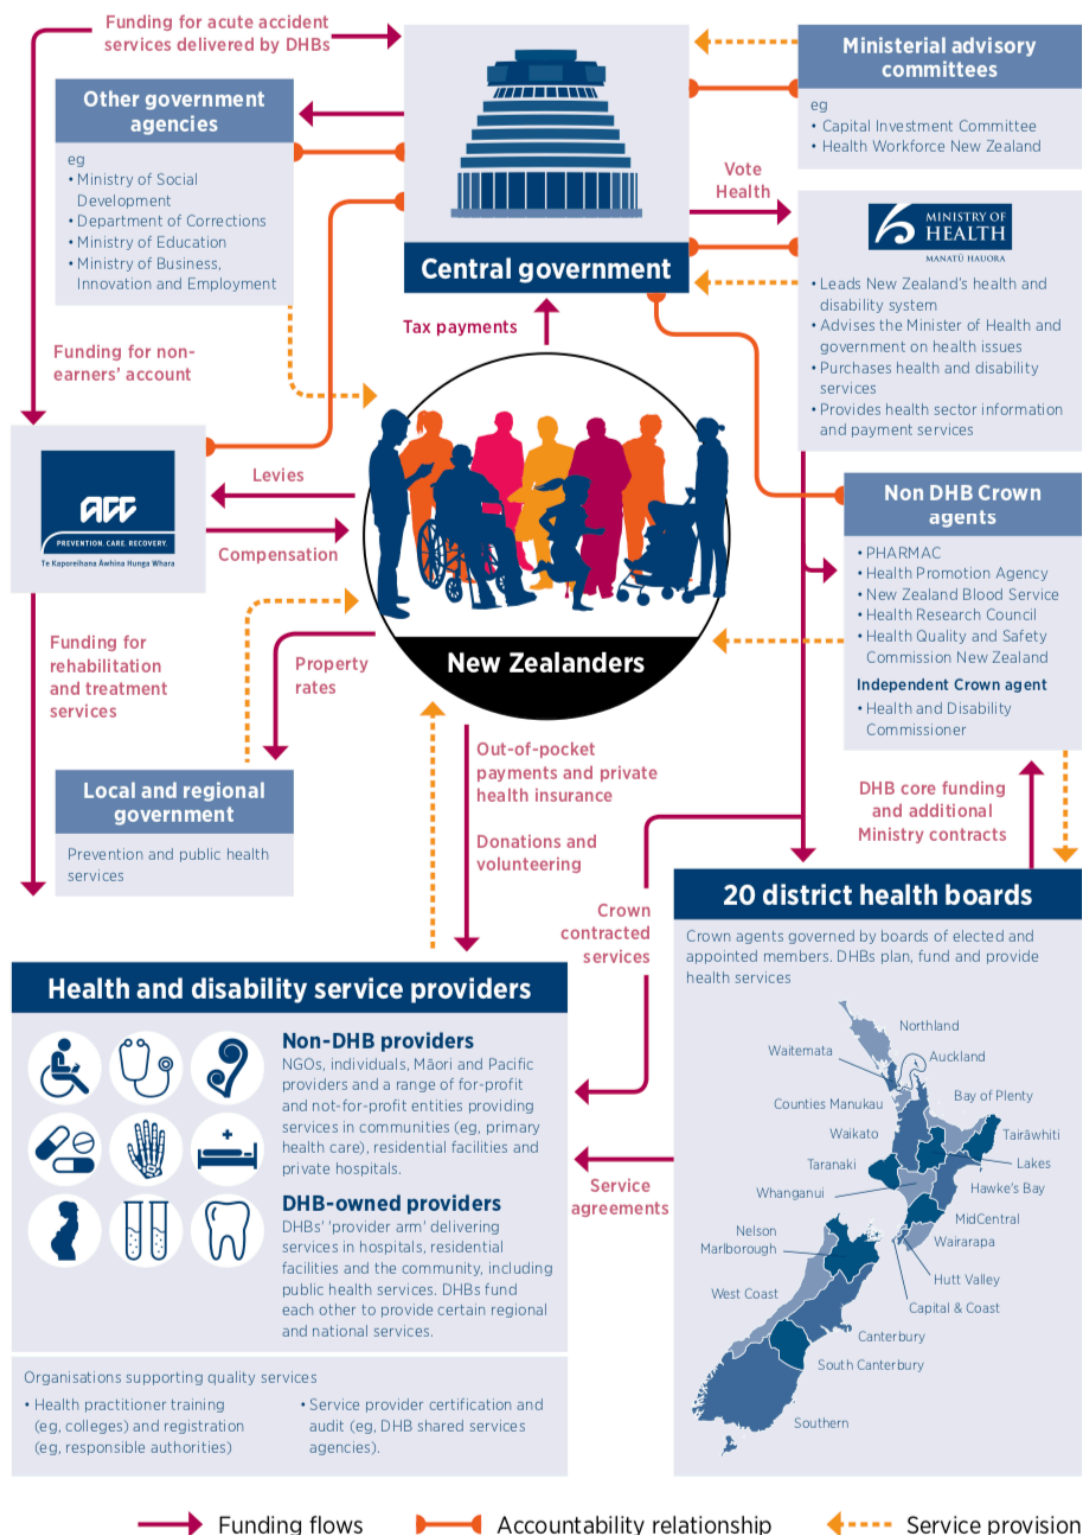 Funding for acute accident
services delivered by DHBs
Ministerial advisory
committees
eg
• Capital Investment Committee
• Health Workforce New Zealand
Other government
agencies
eg
• Ministry of Social
Development
• Department of Corrections
• Ministry of Education
• Ministry of Business,
Innovation and Employment
Central government
Vote
Health
MINISTRY OF
HEALTH
MANATŪ HAUORA
• Leads New Zealand's health and
disability system
• Advises the Minister of Health and
government on health issues
• Purchases health and disability
services
• Provides health sector information
and payment services
Tax payments
Funding for non-
earners' account
ACC
PREVENTION. CARE. RECOVERY.
Te Kaporeihana Āwhina Hunga Whara
Levies
Compensation
New Zealanders
Non DHB Crown
agents
• PHARMAC
• Health Promotion Agency
• New Zealand Blood Service
• Health Research Council
• Health Quality and Safety
Commission New Zealand
Independent Crown agent
• Health and Disability
Commissioner
Funding for
rehabilitation
and treatment
services
Property
rates
Local and regional
government
Prevention and public health
services
Out-of-pocket
payments and private
health insurance
Donations and
volunteering
DHB core funding
and additional
Ministry contracts
Crown
contracted
services
20 district health boards
Crown agents governed by boards of elected and
appointed members. DHBs plan, fund and provide
health services
Northland
Waitemata
Auckland
Counties Manukau
Bay of Plenty
Waikato
Tairāwhiti
Taranaki
Lakes
Whanganui
Hawke's Bay
MidCentral
Nelson
Marlborough
Wairarapa
Hutt Valley
West Coast
Capital & Coast
Canterbury
South Canterbury
Southern
Health and disability service providers
Non-DHB providers
NGOs, individuals, Māori and Pacific
providers and a range of for-profit
and not-for-profit entities providing
services in communities (eg, primary
health care), residential facilities and
private hospitals.
DHB-owned providers
DHBs' 'provider arm' delivering
services in hospitals, residential
facilities and the community, including
public health services. DHBs fund
each other to provide certain regional
and national services.
Service
agreements
Organisations supporting quality services
• Health practitioner training
(eg, colleges) and registration
(eg, responsible authorities)
• Service provider certification and
audit (eg, DHB shared services
agencies).
Funding flows
Accountability relationship
Service provision